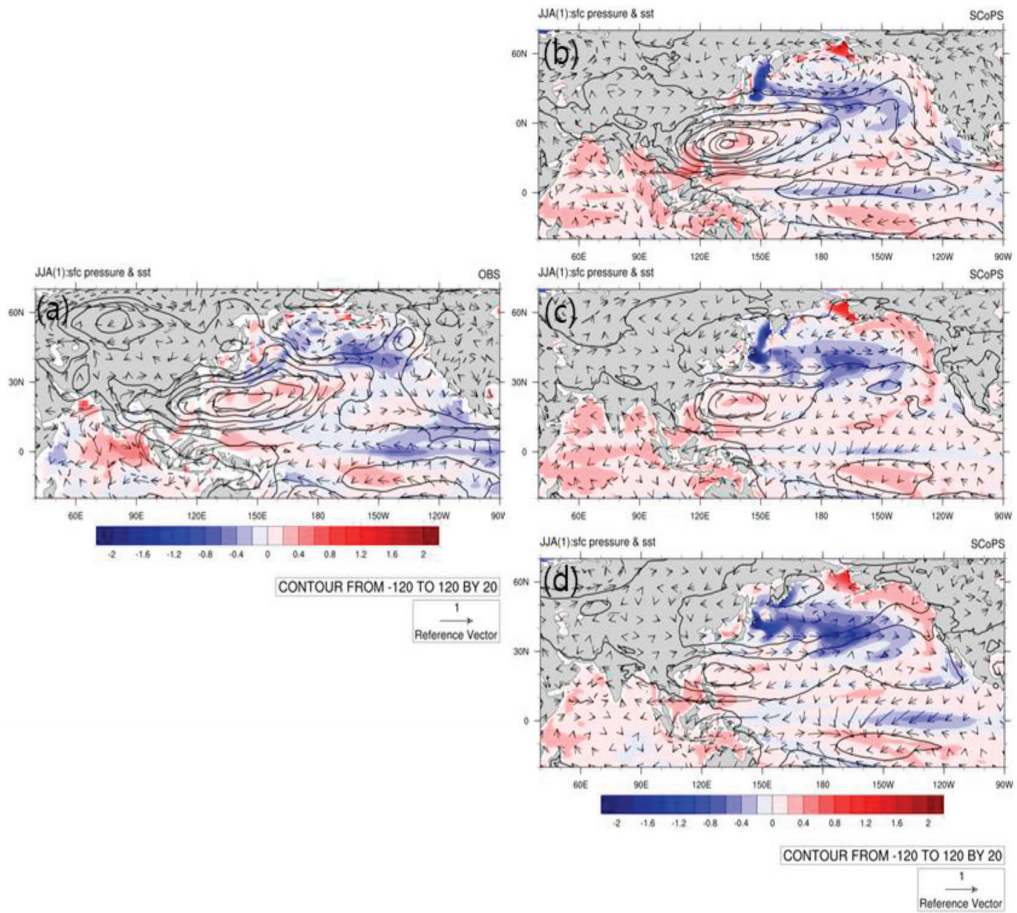 JJA(1):sfc pressure & sst SCoPS
(b)
60N
0N
0
60E 90E 120E 150E 180 150W 120W 90W
JJA(1):sfc pressure & sst OBS
(a)
60N
30N
0
60E 90E 120E 150E 180 150W 120W 90W
-2 -1.6 -1.2 -0.8 -0.4 0 0.4 0.8 1.2 1.6 2
CONTOUR FROM -120 TO 120 BY 20
1
Reference Vector
JJA(1):sfc pressure & sst SCoPS
(c)
60N
30N
0
60E 90E 120E 150E 180 150W 120W 90W
JJA(1):sfc pressure & sst SCoPS
(d)
60N
30N
0
60E 90E 120E 150E 180 150W 120W 90W
-2 -1.6 -1.2 -0.8 -0.4 0 0.4 0.8 1.2 1.6 2
CONTOUR FROM -120 TO 120 BY 20
1
Reference Vector